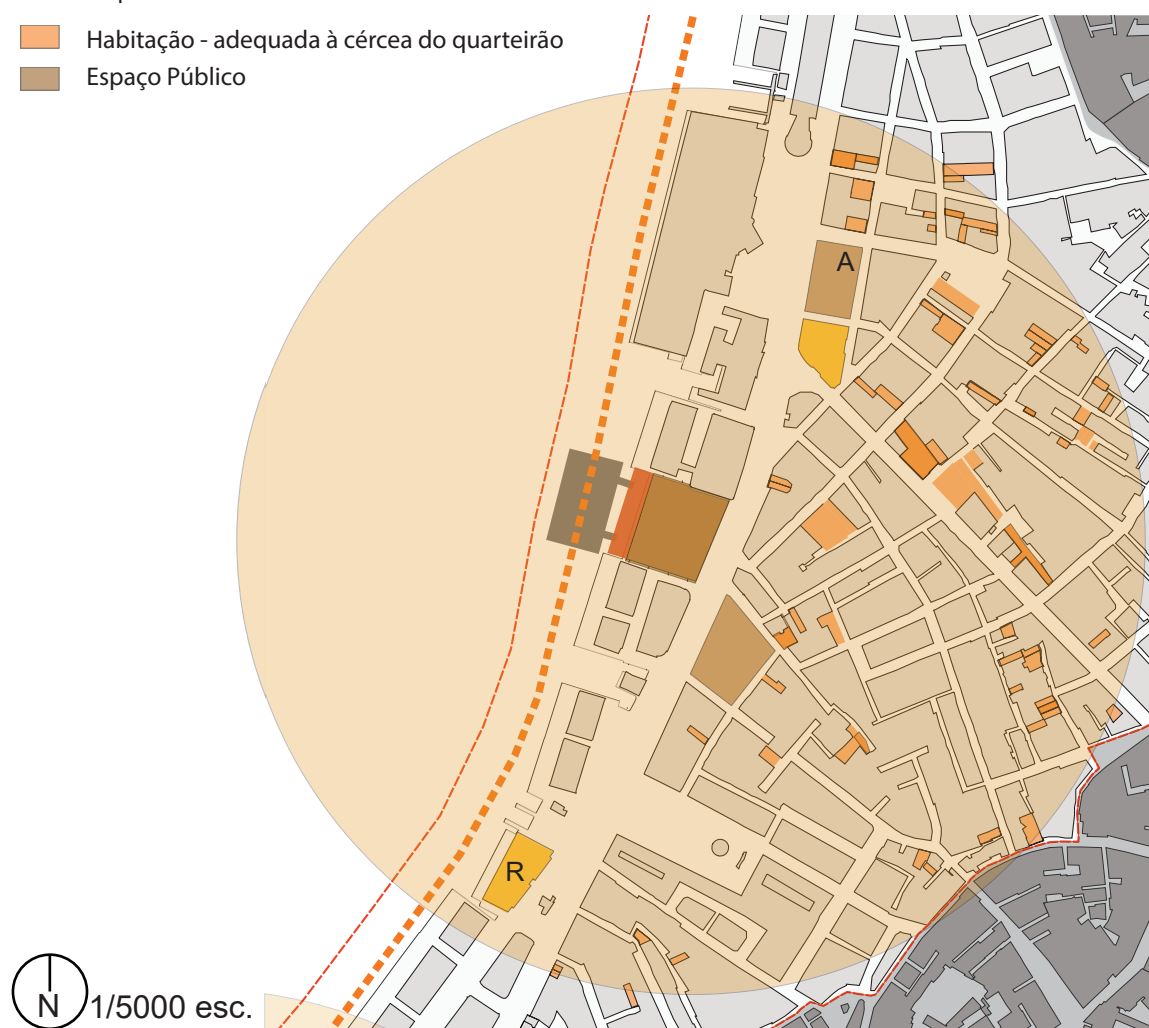 Habitação - adequada à cércea do quarteirão
Espaço Público
A
R
N
1/5000 esc.